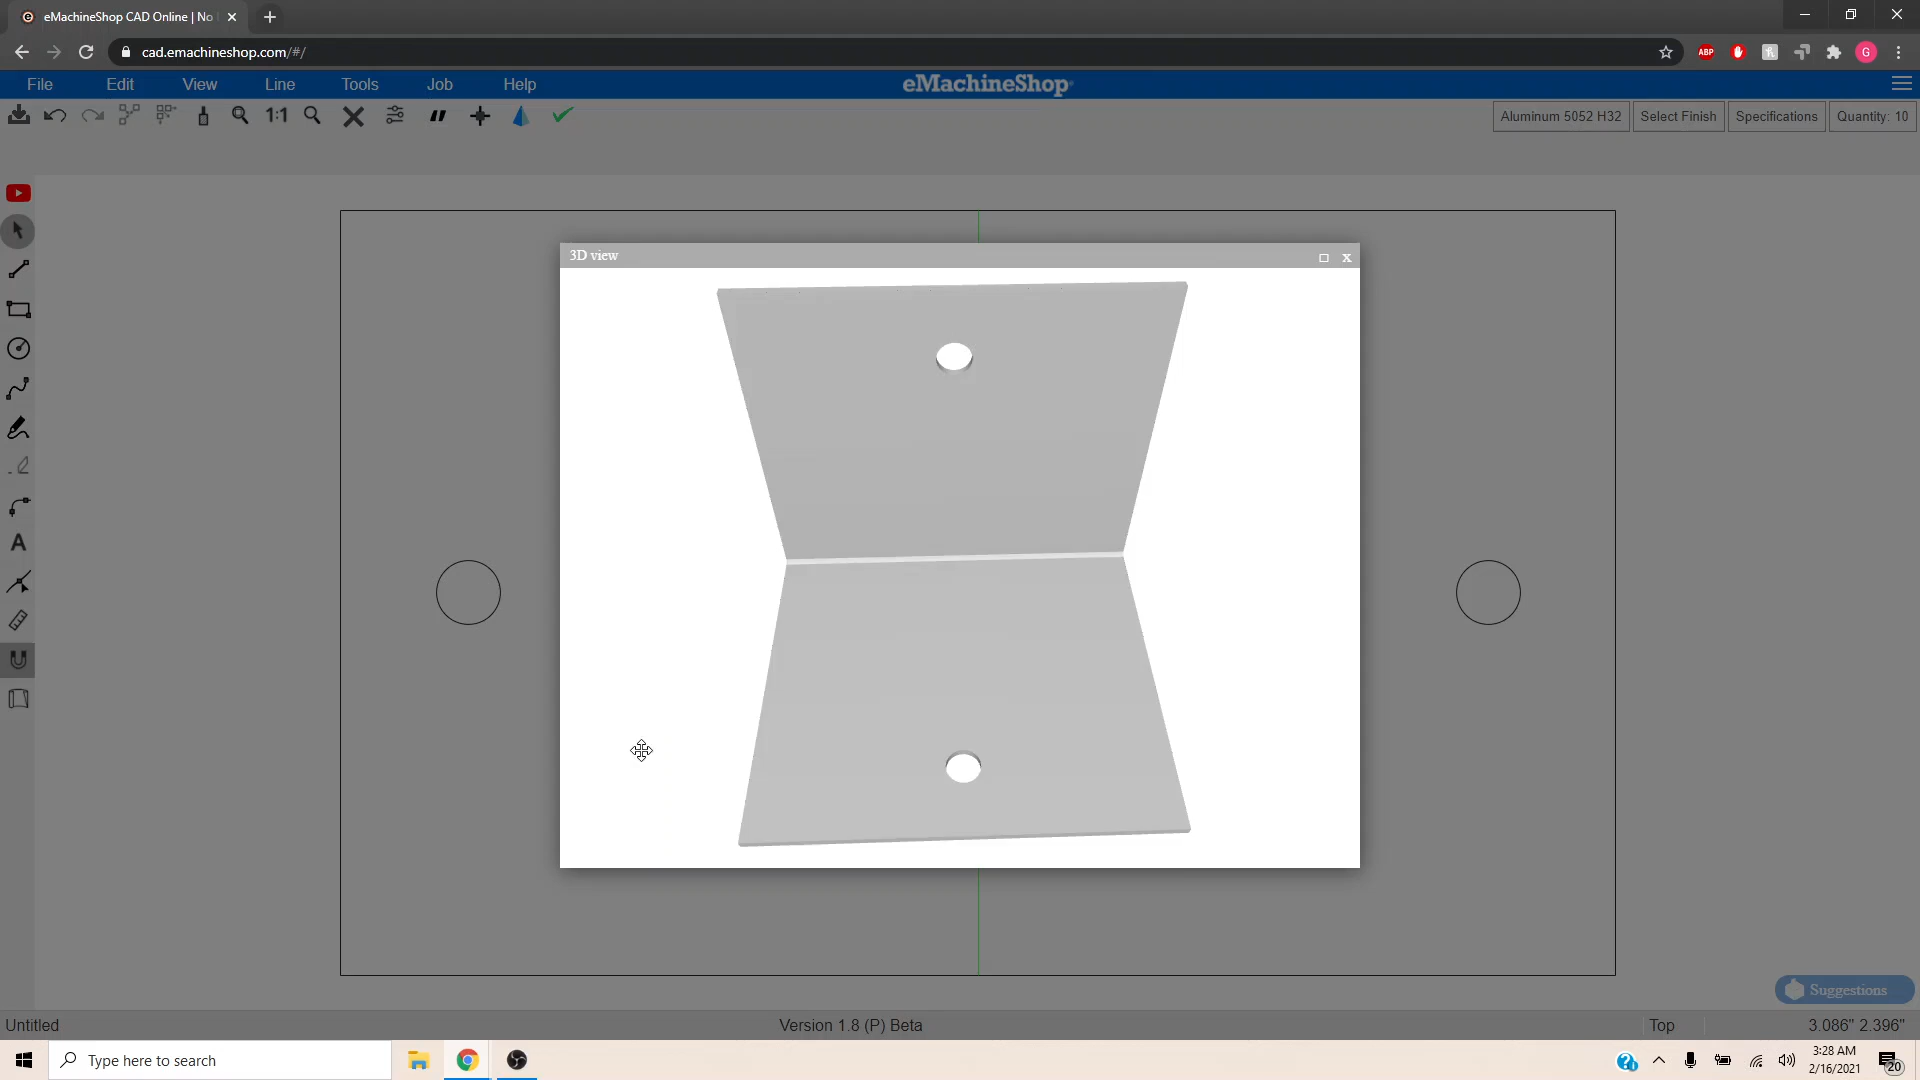 eMachineShop CAD Online | No
cad.emachineshop.com/#/
ABP
G
File Edit View Line Tools Job Help
eMachineShop
1:1
Aluminum 5052 H32
Select Finish
Specifications
Quantity: 10
3D view
A
Suggestions
Untitled
Version 1.8 (P) Beta
Top
3.086" 2.396"
Type here to search
3:28 AM
2/16/2021
20